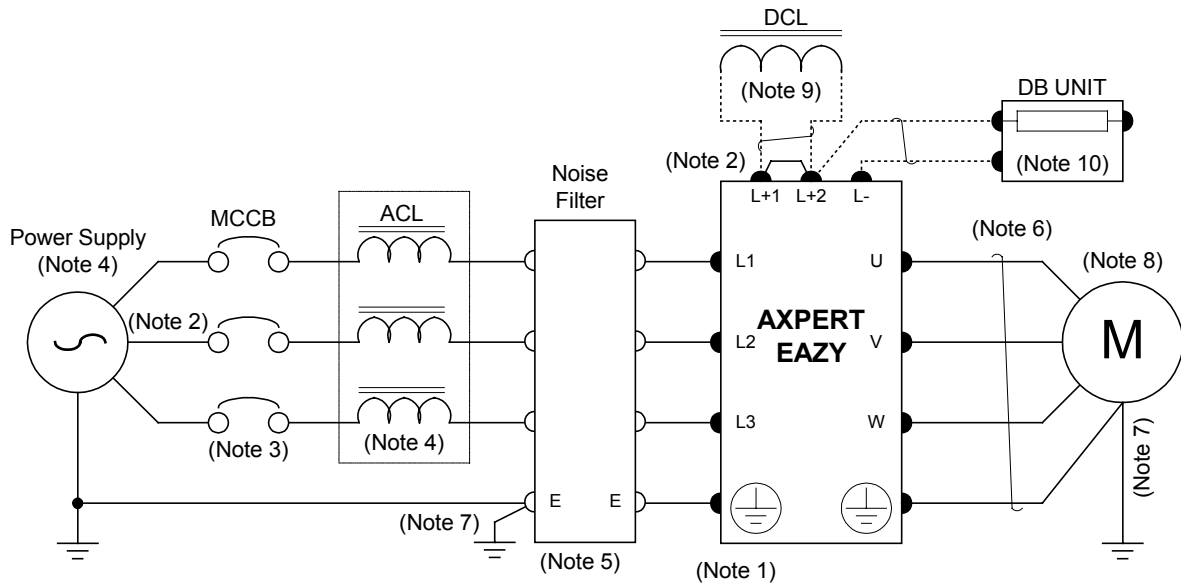 DCL
(Note 9)
DB UNIT
(Note 10)
(Note 2)
L+1 L+2 L-
Noise
Filter
MCCB
ACL
Power Supply
(Note 4)
(Note 2)
(Note 3)
(Note 4)
(Note 6)
(Note 8)
L1 U
AXPERT
EAZY
L2 V
M
L3 W
E E
(Note 7)
(Note 7)
(Note 5)
(Note 1)